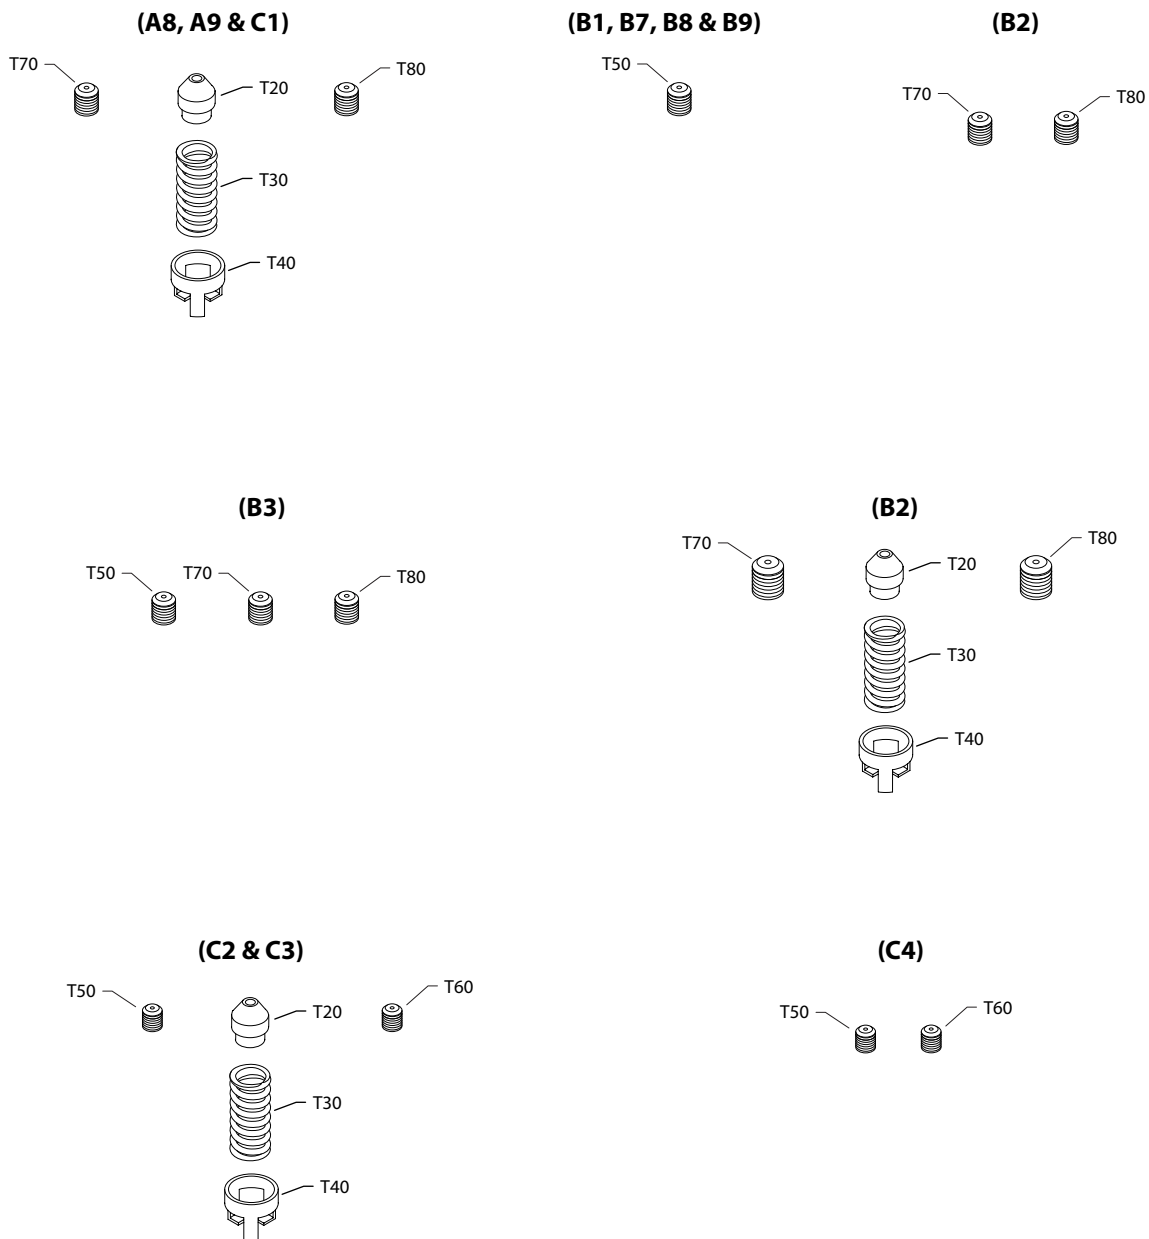 (A8, A9 & C1)
T70
T20
T80
T30
T40
(B1, B7, B8 & B9)
T50
(B2)
T70
T80
(B3)
T50
T70
T80
(B2)
T70
T20
T80
T30
T40
(C2 & C3)
T50
T20
T60
T30
T40
(C4)
T50
T60